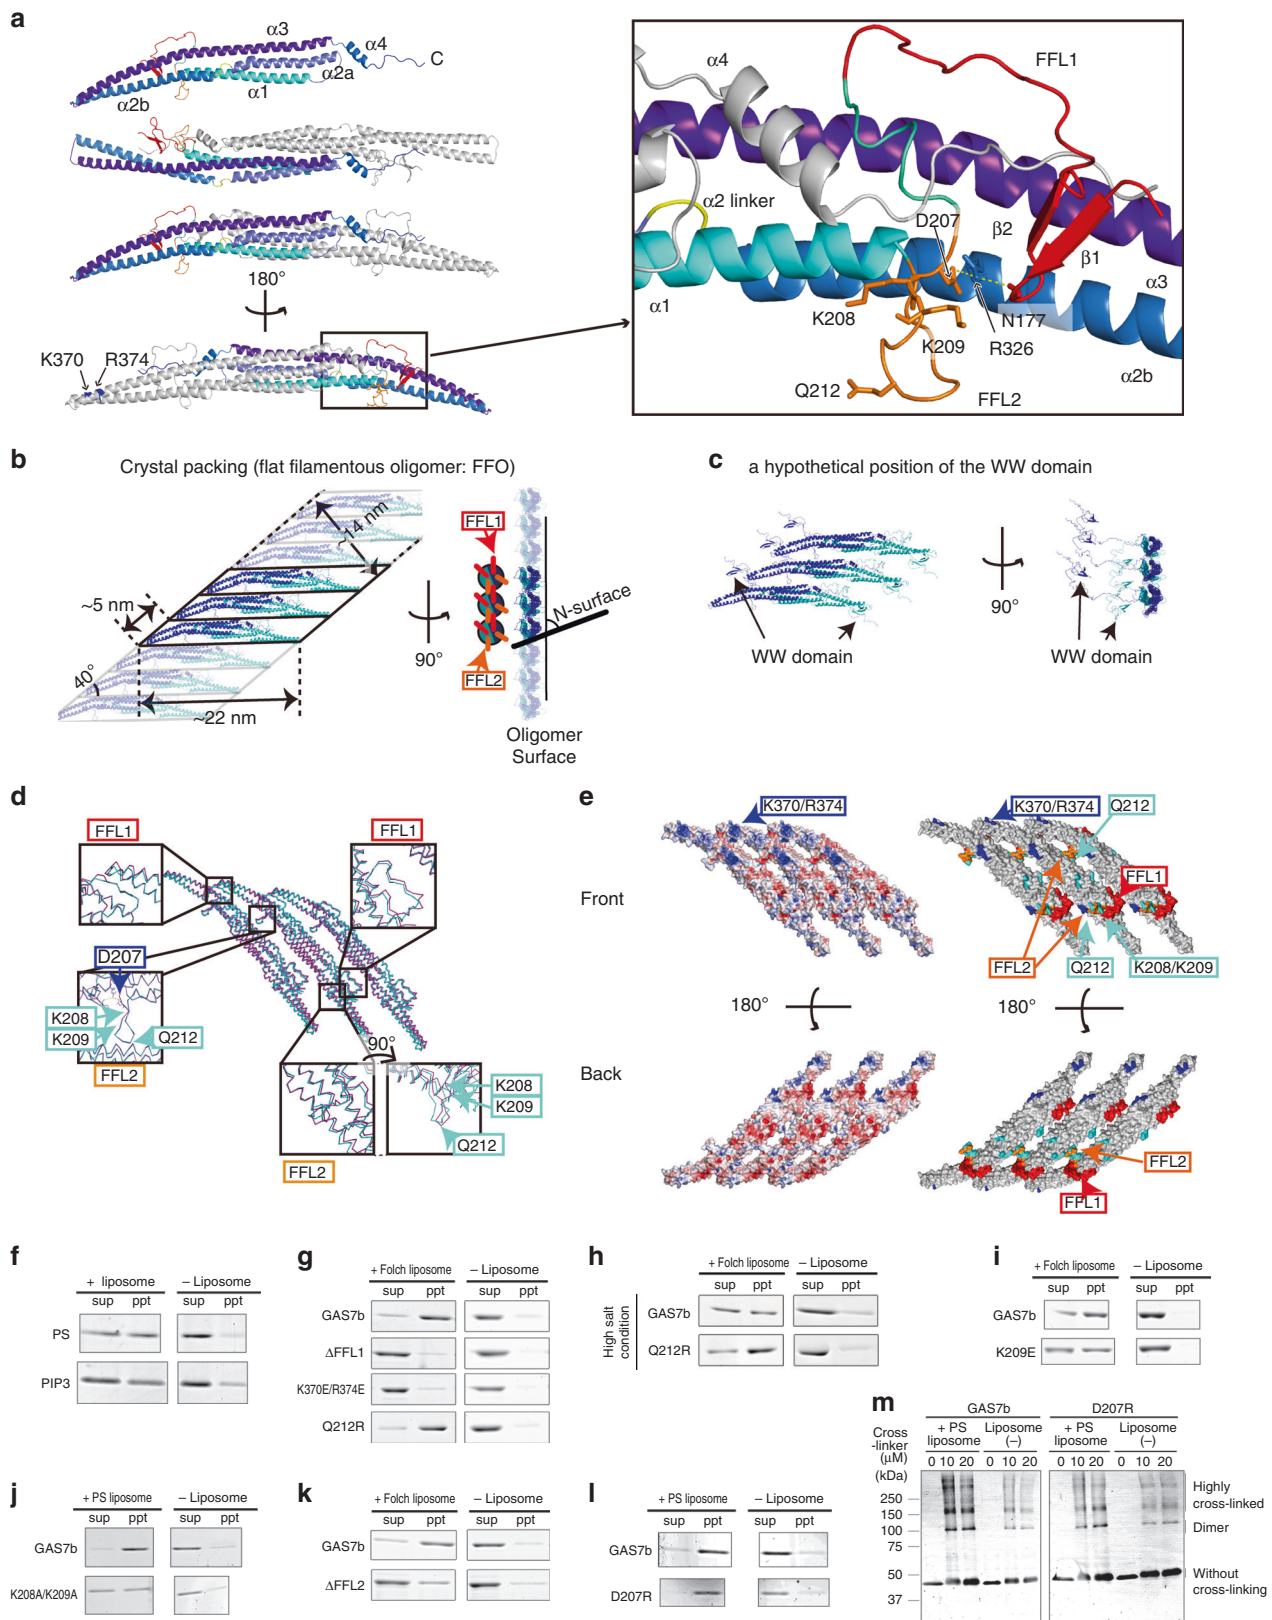 a
α3
α4
C
α2a
α1
α2b
180°
K370
R374
α4
FFL1
α2 linker
D207
β2
β1
α3
α1
K208
N177
K209
R326
α2b
Q212
FFL2
b
Crystal packing (flat filamentous oligomer: FFO)
~14 nm
~5 nm
40°
~22 nm
90°
FFL1
FFL2
N-surface
Oligomer
Surface
c
a hypothetical position of the WW domain
90°
WW domain
WW domain
d
FFL1
FFL1
D207
K208
K209
Q212
FFL2
90°
K208
K209
Q212
FFL2
e
K370/R374
K370/R374
Q212
Front
FFL1
FFL2
Q212
K208/K209
180°
180°
Back
FFL2
FFL1
f
+ liposome
– Liposome
sup ppt sup ppt
PS
PIP3
g
+ Folch liposome
– Liposome
sup ppt sup ppt
GAS7b
ΔFFL1
K370E/R374E
Q212R
h
+ Folch liposome
– Liposome
sup ppt sup ppt
High salt
condition
GAS7b
Q212R
i
+ Folch liposome
– Liposome
sup ppt sup ppt
GAS7b
K209E
j
+ PS liposome
– Liposome
sup ppt sup ppt
GAS7b
K208A/K209A
k
+ Folch liposome
– Liposome
sup ppt sup ppt
GAS7b
ΔFFL2
l
+ PS liposome
– Liposome
sup ppt sup ppt
GAS7b
D207R
m
GAS7b
D207R
Cross
-linker
(μM)
+ PS
liposome
Liposome
(–)
+ PS
liposome
Liposome
(–)
0 10 20 0 10 20 0 10 20 0 10 20
(kDa)
250
150
100
75
50
37
Highly
cross-linked
Dimer
Without
cross-linking